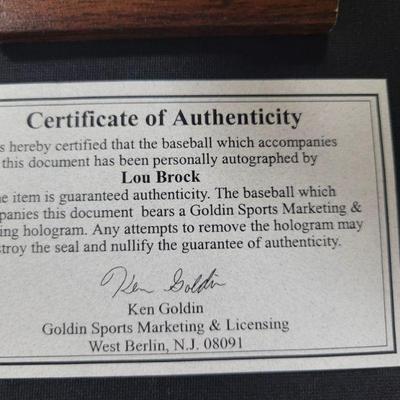 Certificate of Authenticity
s hereby certified that the baseball which accompanies
this document has been personally autographed by
Lou Brock
e item is guaranteed authenticity. The baseball which
panies this document bears a Goldin Sports Marketing &
ing hologram. Any attempts to remove the hologram may
troy the seal and nullify the guarantee of authenticity.
Ken Goldin
Ken Goldin
Goldin Sports Marketing & Licensing
West Berlin, N.J. 08091